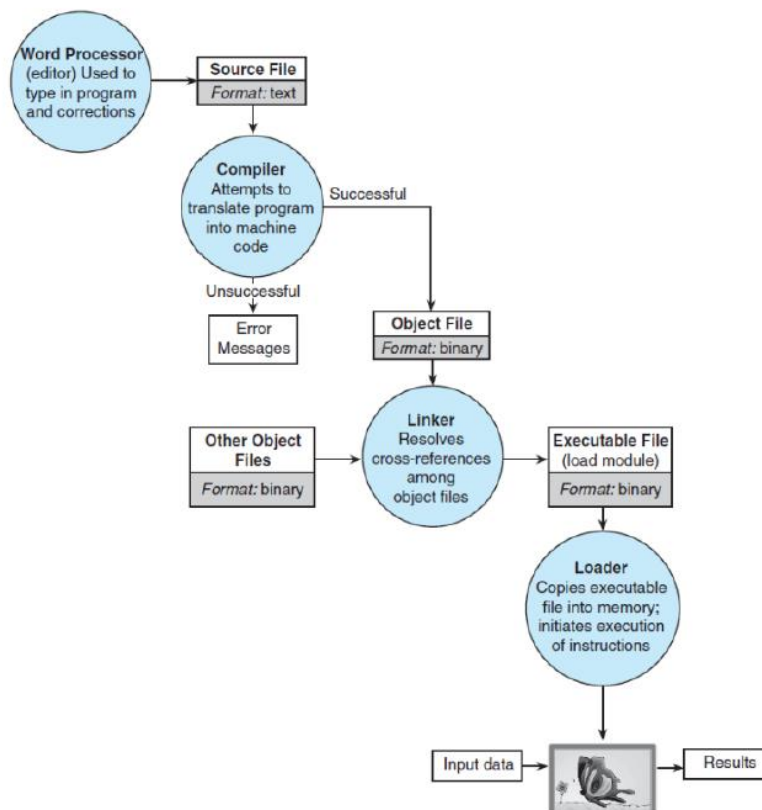 Word Processor
(editor) Used to
type in program
and corrections
Source File
Format: text
Compiler
Attempts to
translate program
into machine
code
Successful
Unsuccessful
Error
Messages
Object File
Format: binary
Other Object
Files
Format: binary
Linker
Resolves
cross-references
among
object files
Executable File
(load module)
Format: binary
Loader
Copies executable
file into memory;
initiates execution
of instructions
Input data
Results